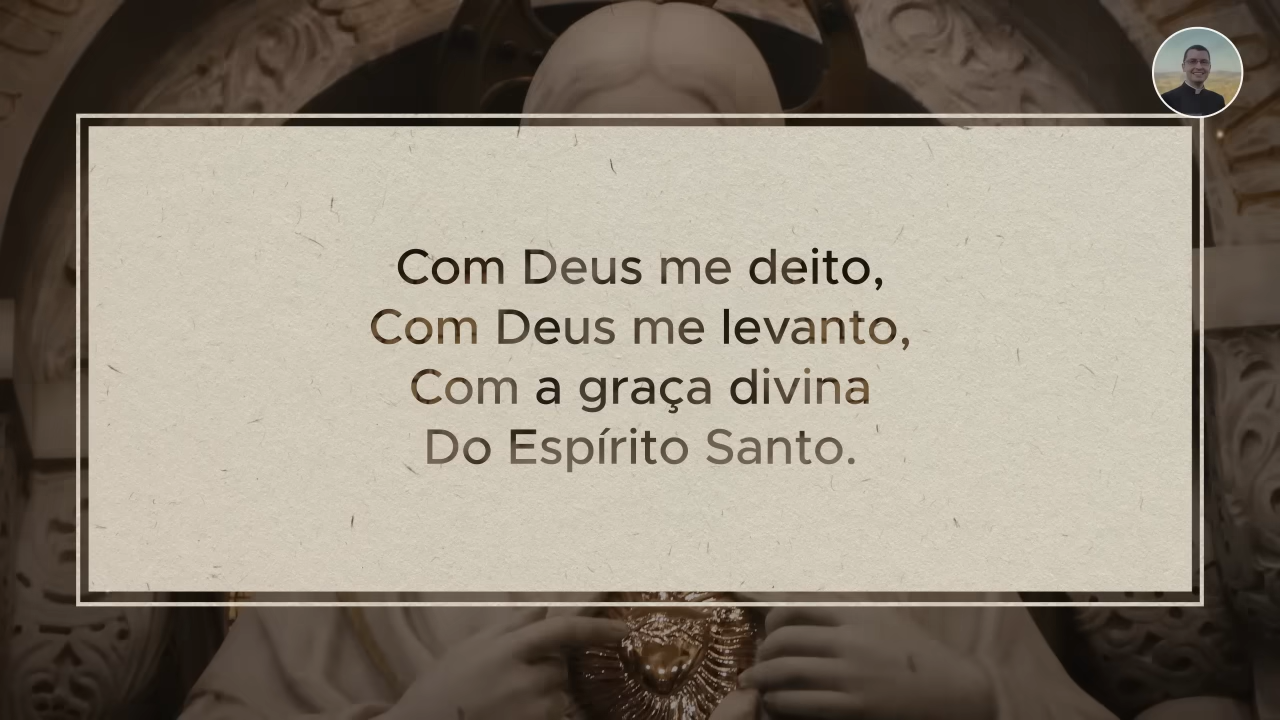 Com Deus me deito,
Com Deus me levanto,
Com a graça divina
Do Espírito Santo.